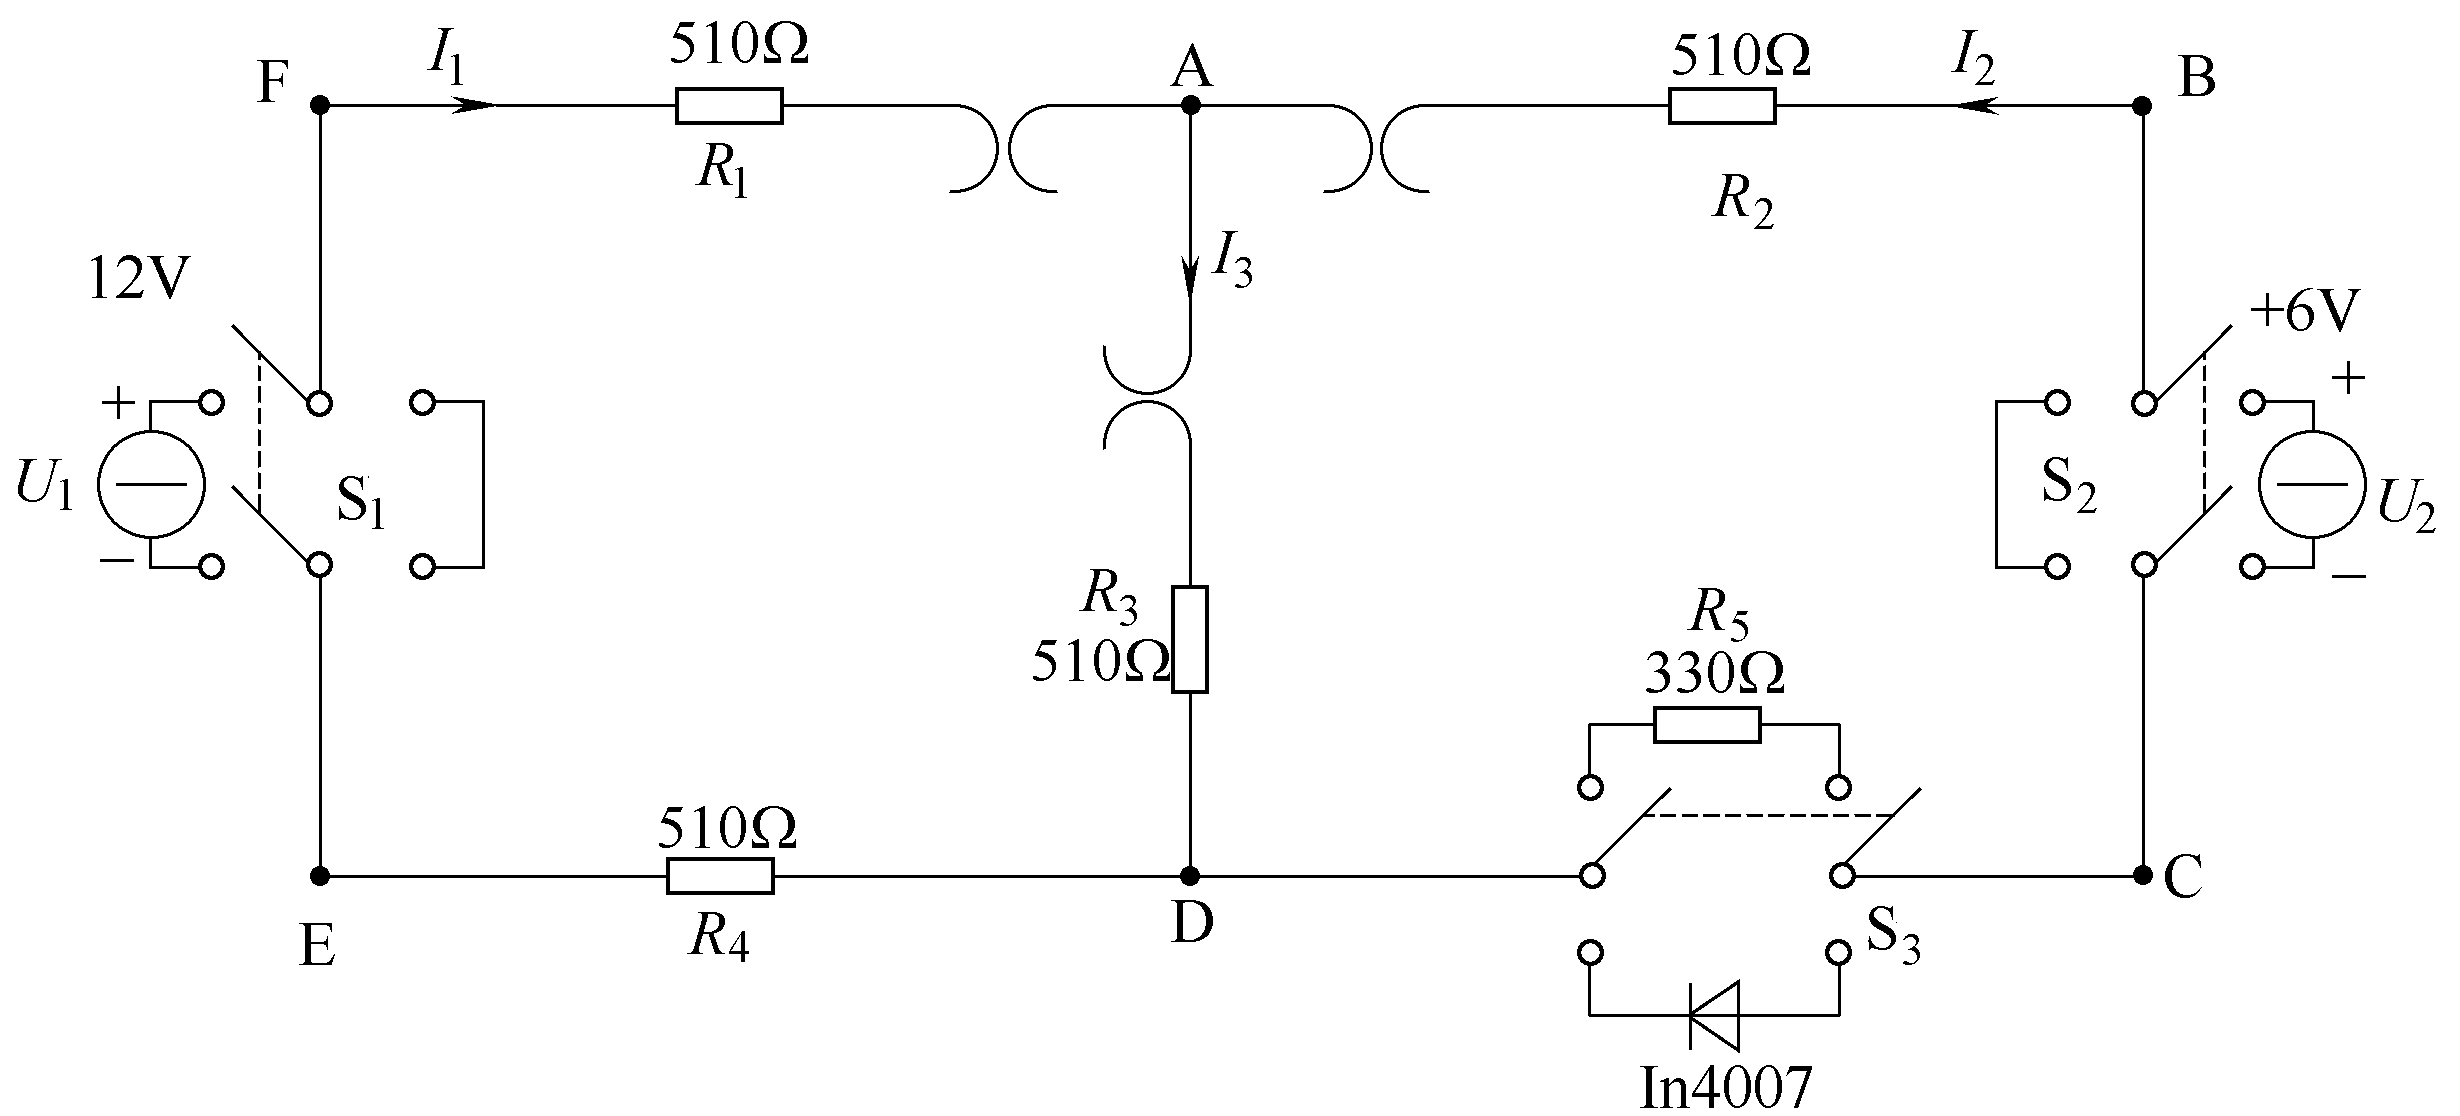 510Ω
510Ω
F
I1
A
I2
B
R1
R2
12V
I3
+6V
+
+
U1
S1
S2
U2
−
−
R3
510Ω
R5
330Ω
510Ω
R4
E
D
S3
C
In4007